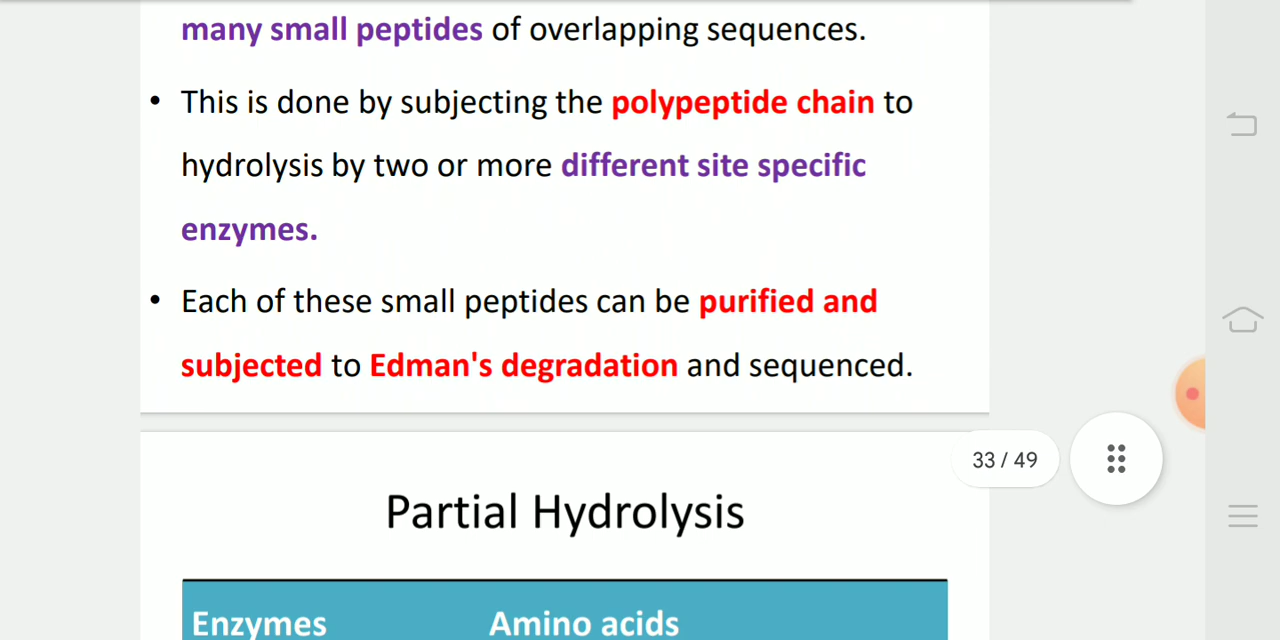 many small peptides of overlapping sequences.
• This is done by subjecting the polypeptide chain to
hydrolysis by two or more different site specific
enzymes.
• Each of these small peptides can be purified and
subjected to Edman's degradation and sequenced.
33 / 49
Partial Hydrolysis
Enzymes Amino acids